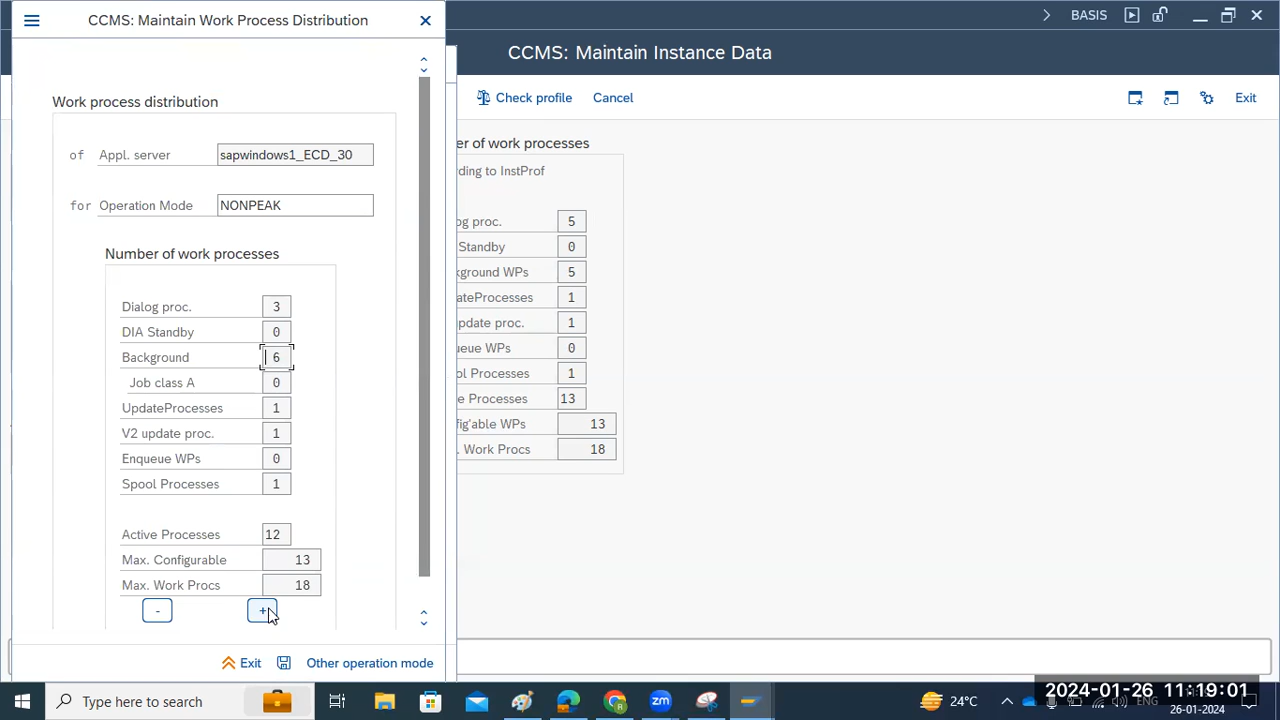 CCMS: Maintain Work Process Distribution
BASIS
CCMS: Maintain Instance Data
Check profile
Cancel
Exit
Work process distribution
of Appl. server sapwindows1_ECD_30
for Operation Mode NONPEAK
Number of work processes
Dialog proc. 3
DIA Standby 0
Background 6
Job class A 0
UpdateProcesses 1
V2 update proc. 1
Enqueue WPs 0
Spool Processes 1
Active Processes 12
Max. Configurable 13
Max. Work Procs 18
- +
Exit
Other operation mode
er of work processes
ding to InstProf
og proc. 5
Standby 0
kground WPs 5
ateProcesses 1
pdate proc. 1
ueue WPs 0
ol Processes 1
e Processes 13
fig'able WPs 13
. Work Procs 18
Type here to search
24°C
ENG
2024-01-26 11:19:01
26-01-2024